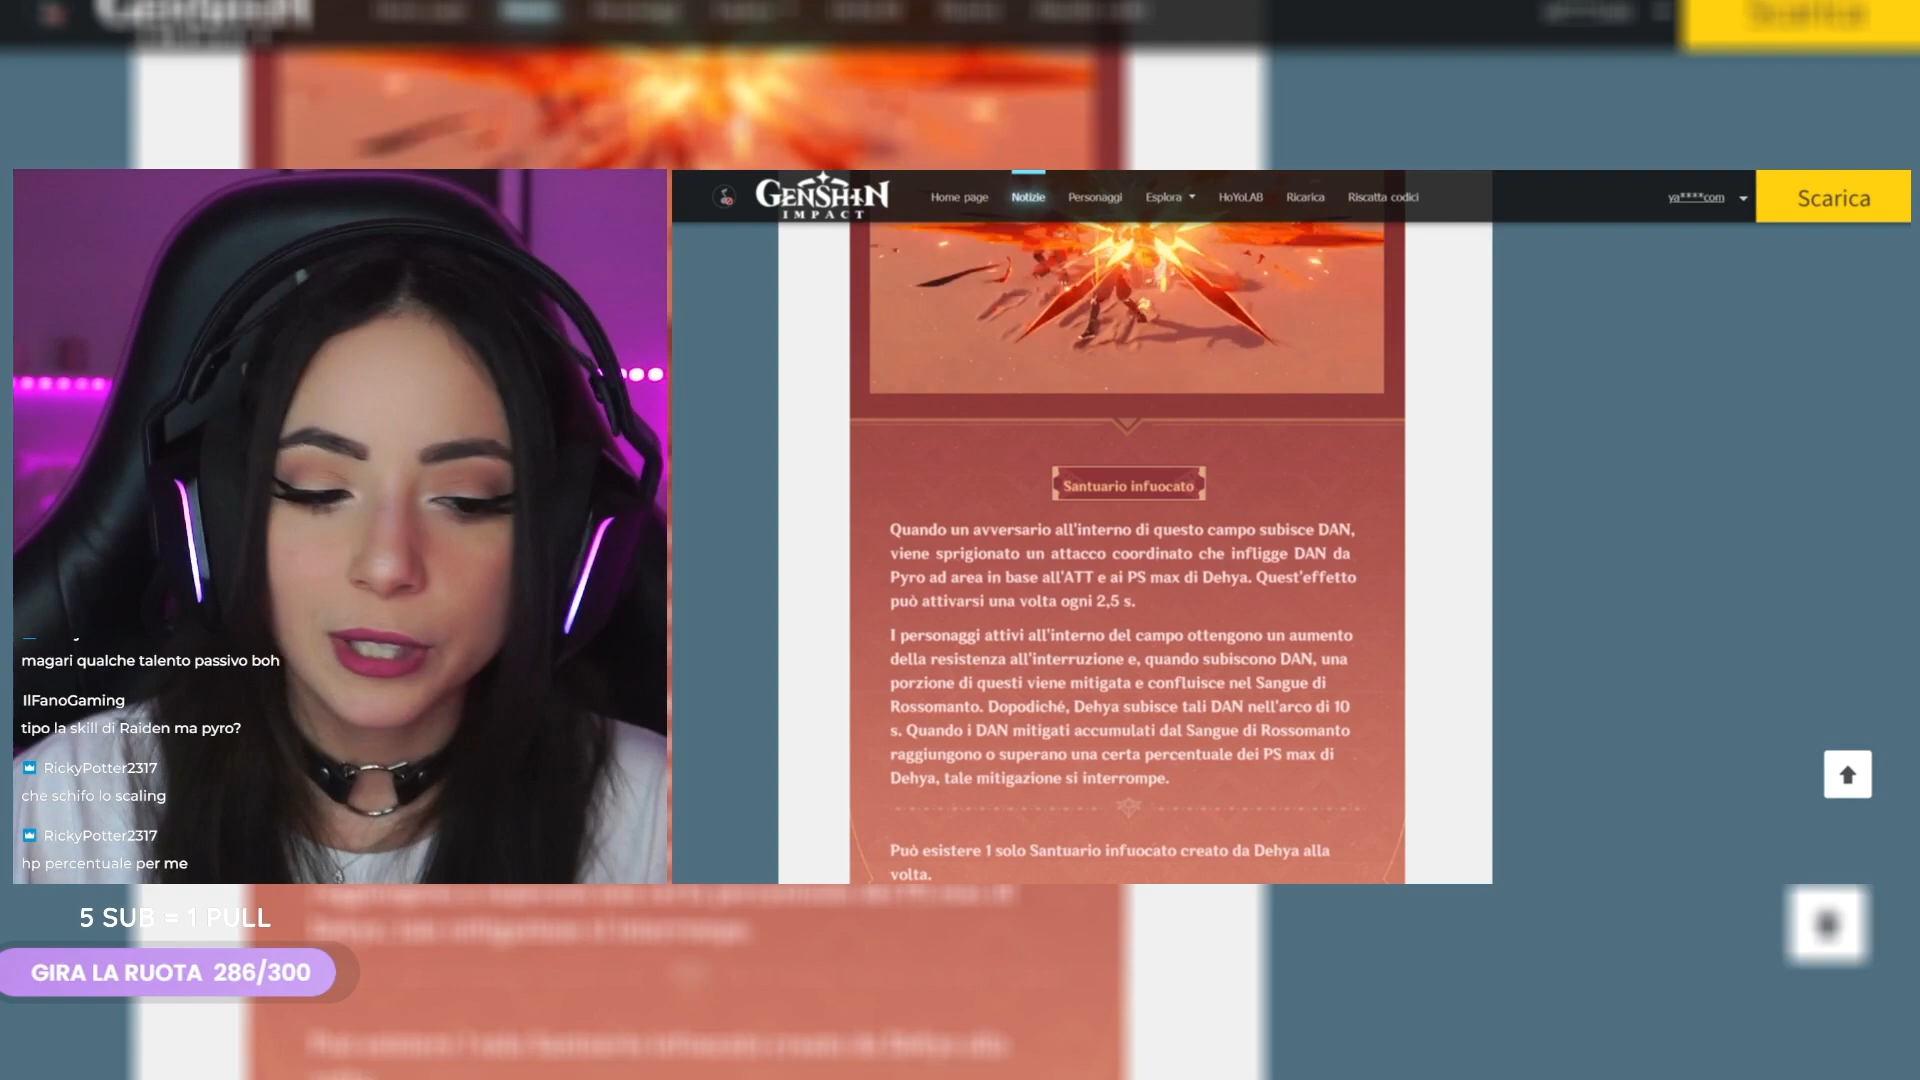 GENSHIN
IMPACT
Home page
Notizie
Personaggi
Esplora
HoYoLAB
Ricarica
Riscatta codici
ya****com
Scarica
Santuario infuocato
Quando un avversario all'interno di questo campo subisce DAN,
viene sprigionato un attacco coordinato che infligge DAN da
Pyro ad area in base all'ATT e ai PS max di Dehya. Quest'effetto
può attivarsi una volta ogni 2,5 s.
I personaggi attivi all'interno del campo ottengono un aumento
della resistenza all'interruzione e, quando subiscono DAN, una
porzione di questi viene mitigata e confluisce nel Sangue di
Rossomanto. Dopodiché, Dehya subisce tali DAN nell'arco di 10
s. Quando i DAN mitigati accumulati dal Sangue di Rossomanto
raggiungono o superano una certa percentuale dei PS max di
Dehya, tale mitigazione si interrompe.
Può esistere 1 solo Santuario infuocato creato da Dehya alla
volta.
magari qualche talento passivo boh
IlFanoGaming
tipo la skill di Raiden ma pyro?
RickyPotter2317
che schifo lo scaling
RickyPotter2317
hp percentuale per me
5 SUB = 1 PULL
GIRA LA RUOTA 286/300